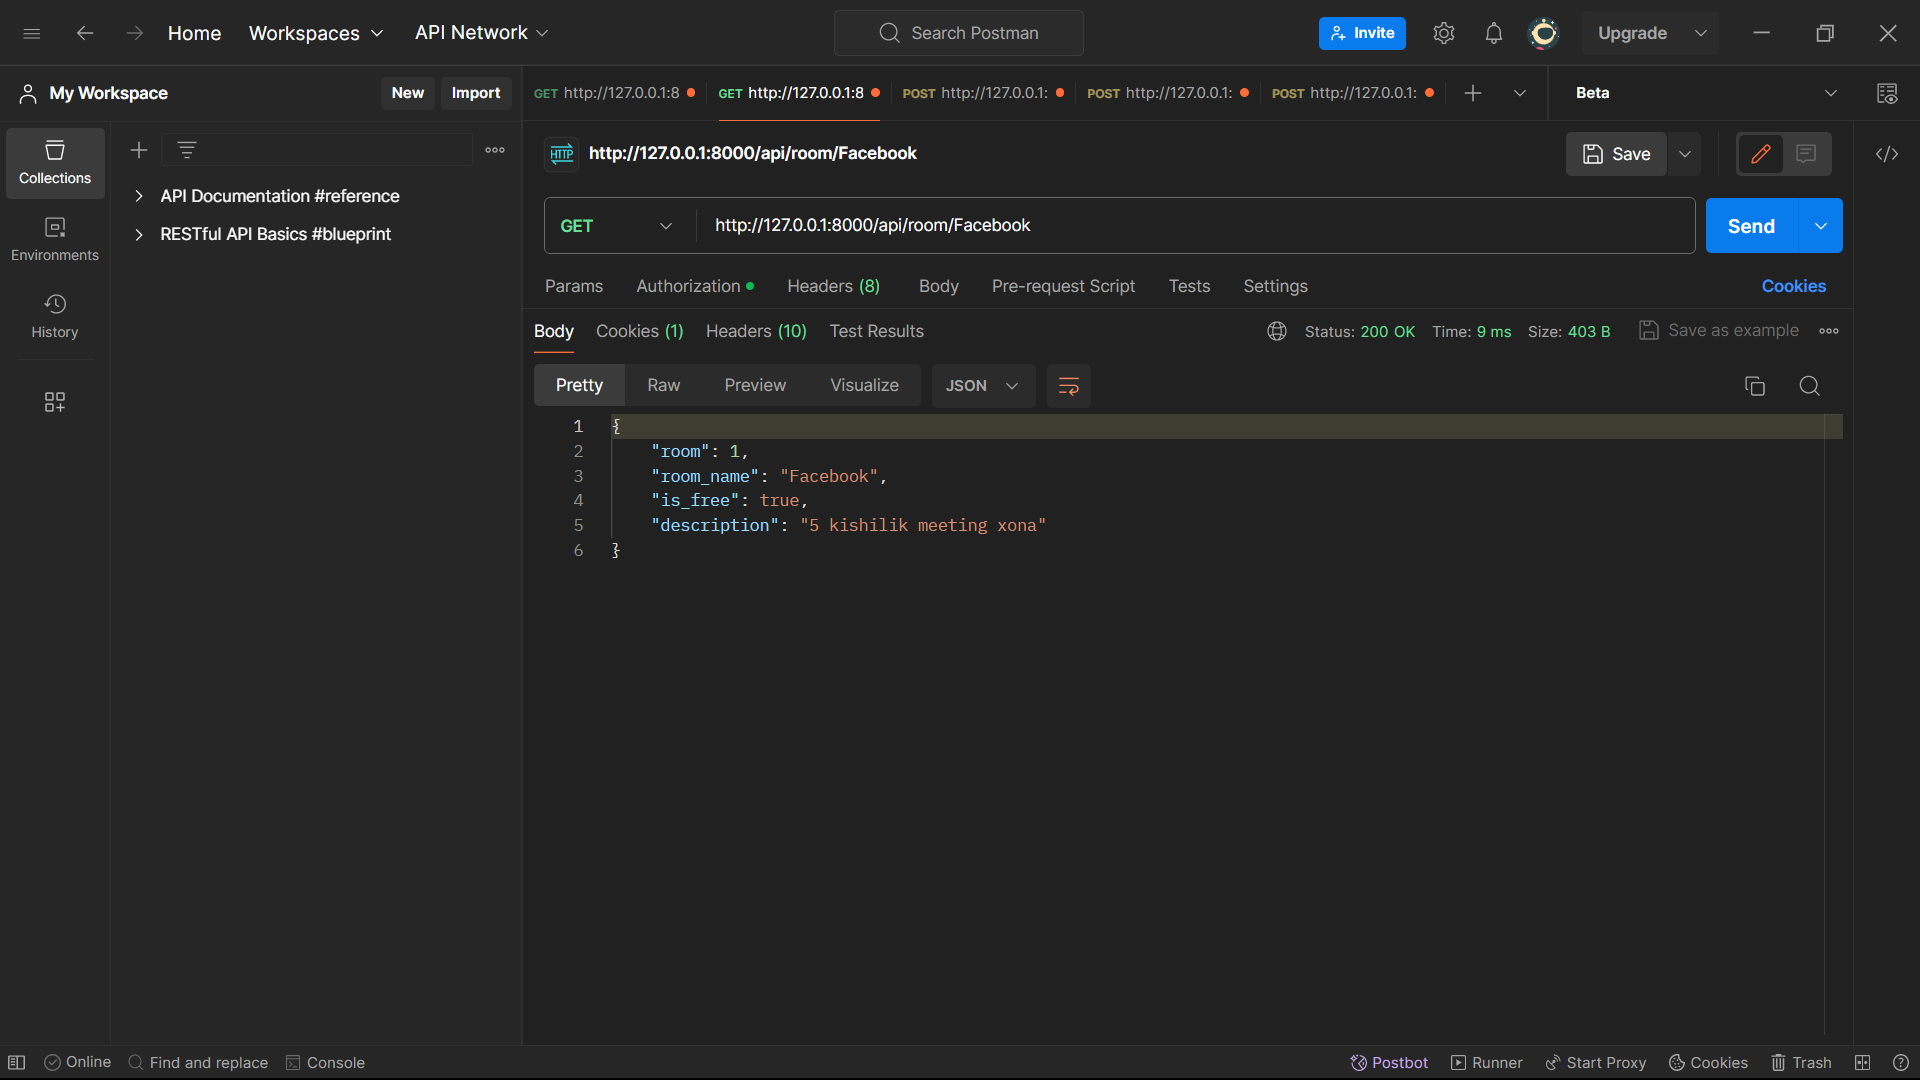 Home Workspaces API Network Search Postman Invite Upgrade
My Workspace New Import GET http://127.0.0.1:8 GET http://127.0.0.1:8 POST http://127.0.0.1: POST http://127.0.0.1: POST http://127.0.0.1: Beta
Collections
Environments
History
API Documentation #reference
RESTful API Basics #blueprint
HTTP http://127.0.0.1:8000/api/room/Facebook Save
GET http://127.0.0.1:8000/api/room/Facebook Send
Params Authorization Headers (8) Body Pre-request Script Tests Settings Cookies
Body Cookies (1) Headers (10) Test Results Status: 200 OK Time: 9 ms Size: 403 B Save as example
Pretty Raw Preview Visualize JSON
1 {
2 "room": 1,
3 "room_name": "Facebook",
4 "is_free": true,
5 "description": "5 kishilik meeting xona"
6 }
Online Find and replace Console Postbot Runner Start Proxy Cookies Trash